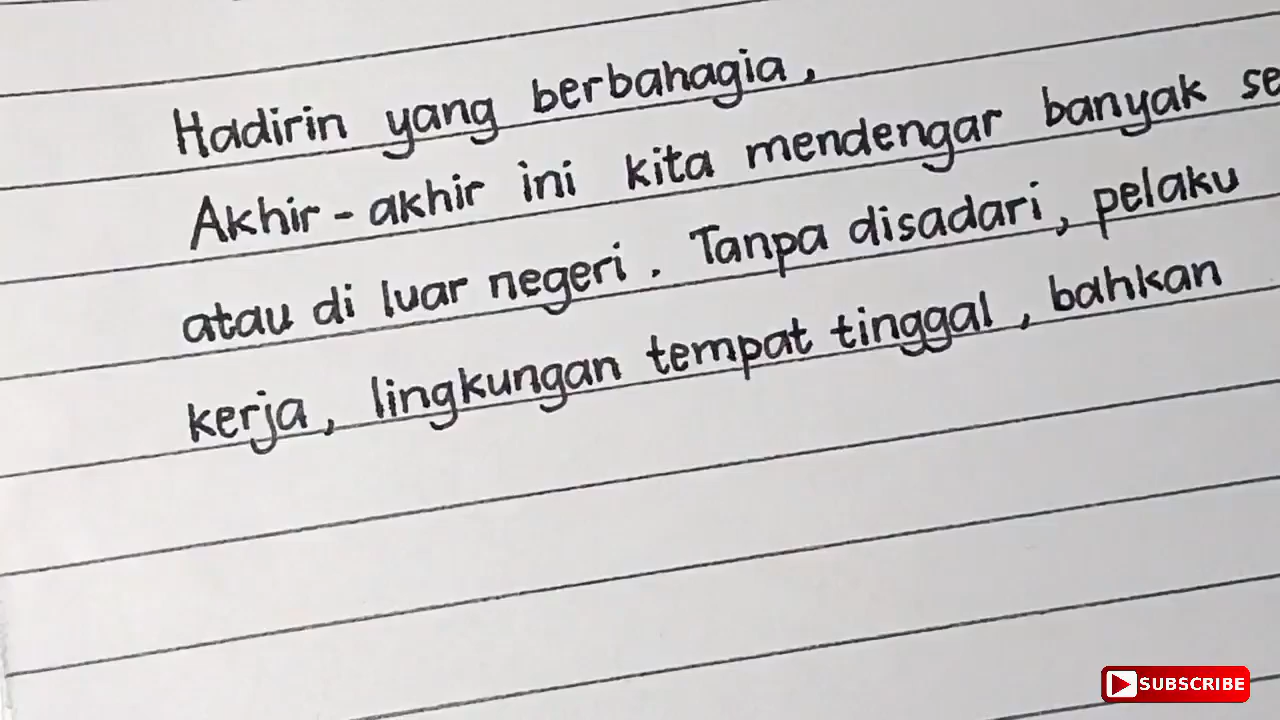 Hadirin yang berbahagia,
Akhir-akhir ini kita mendengar banyak se
atau di luar negeri. Tanpa disadari, pelaku
kerja, lingkungan tempat tinggal, bahkan
SUBSCRIBE